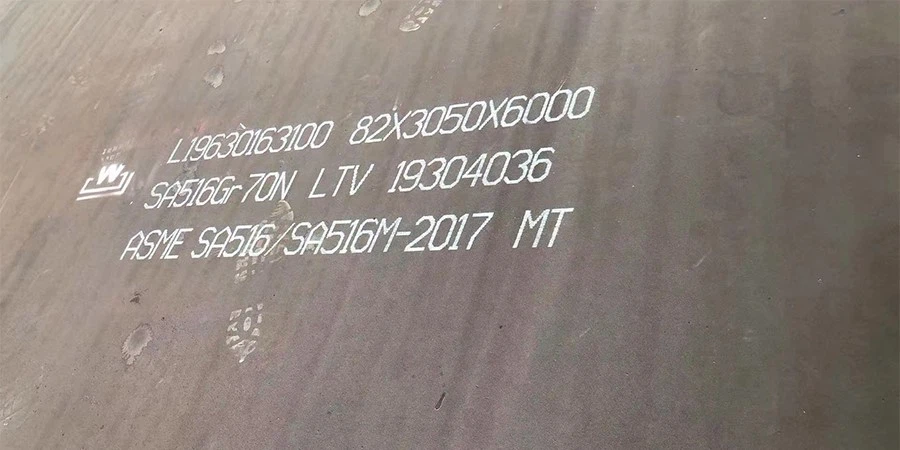 L19630163100 82X3050X6000
W
SA516Gr70N LTV 19304036
ASME SA516/SA516M-2017 MT